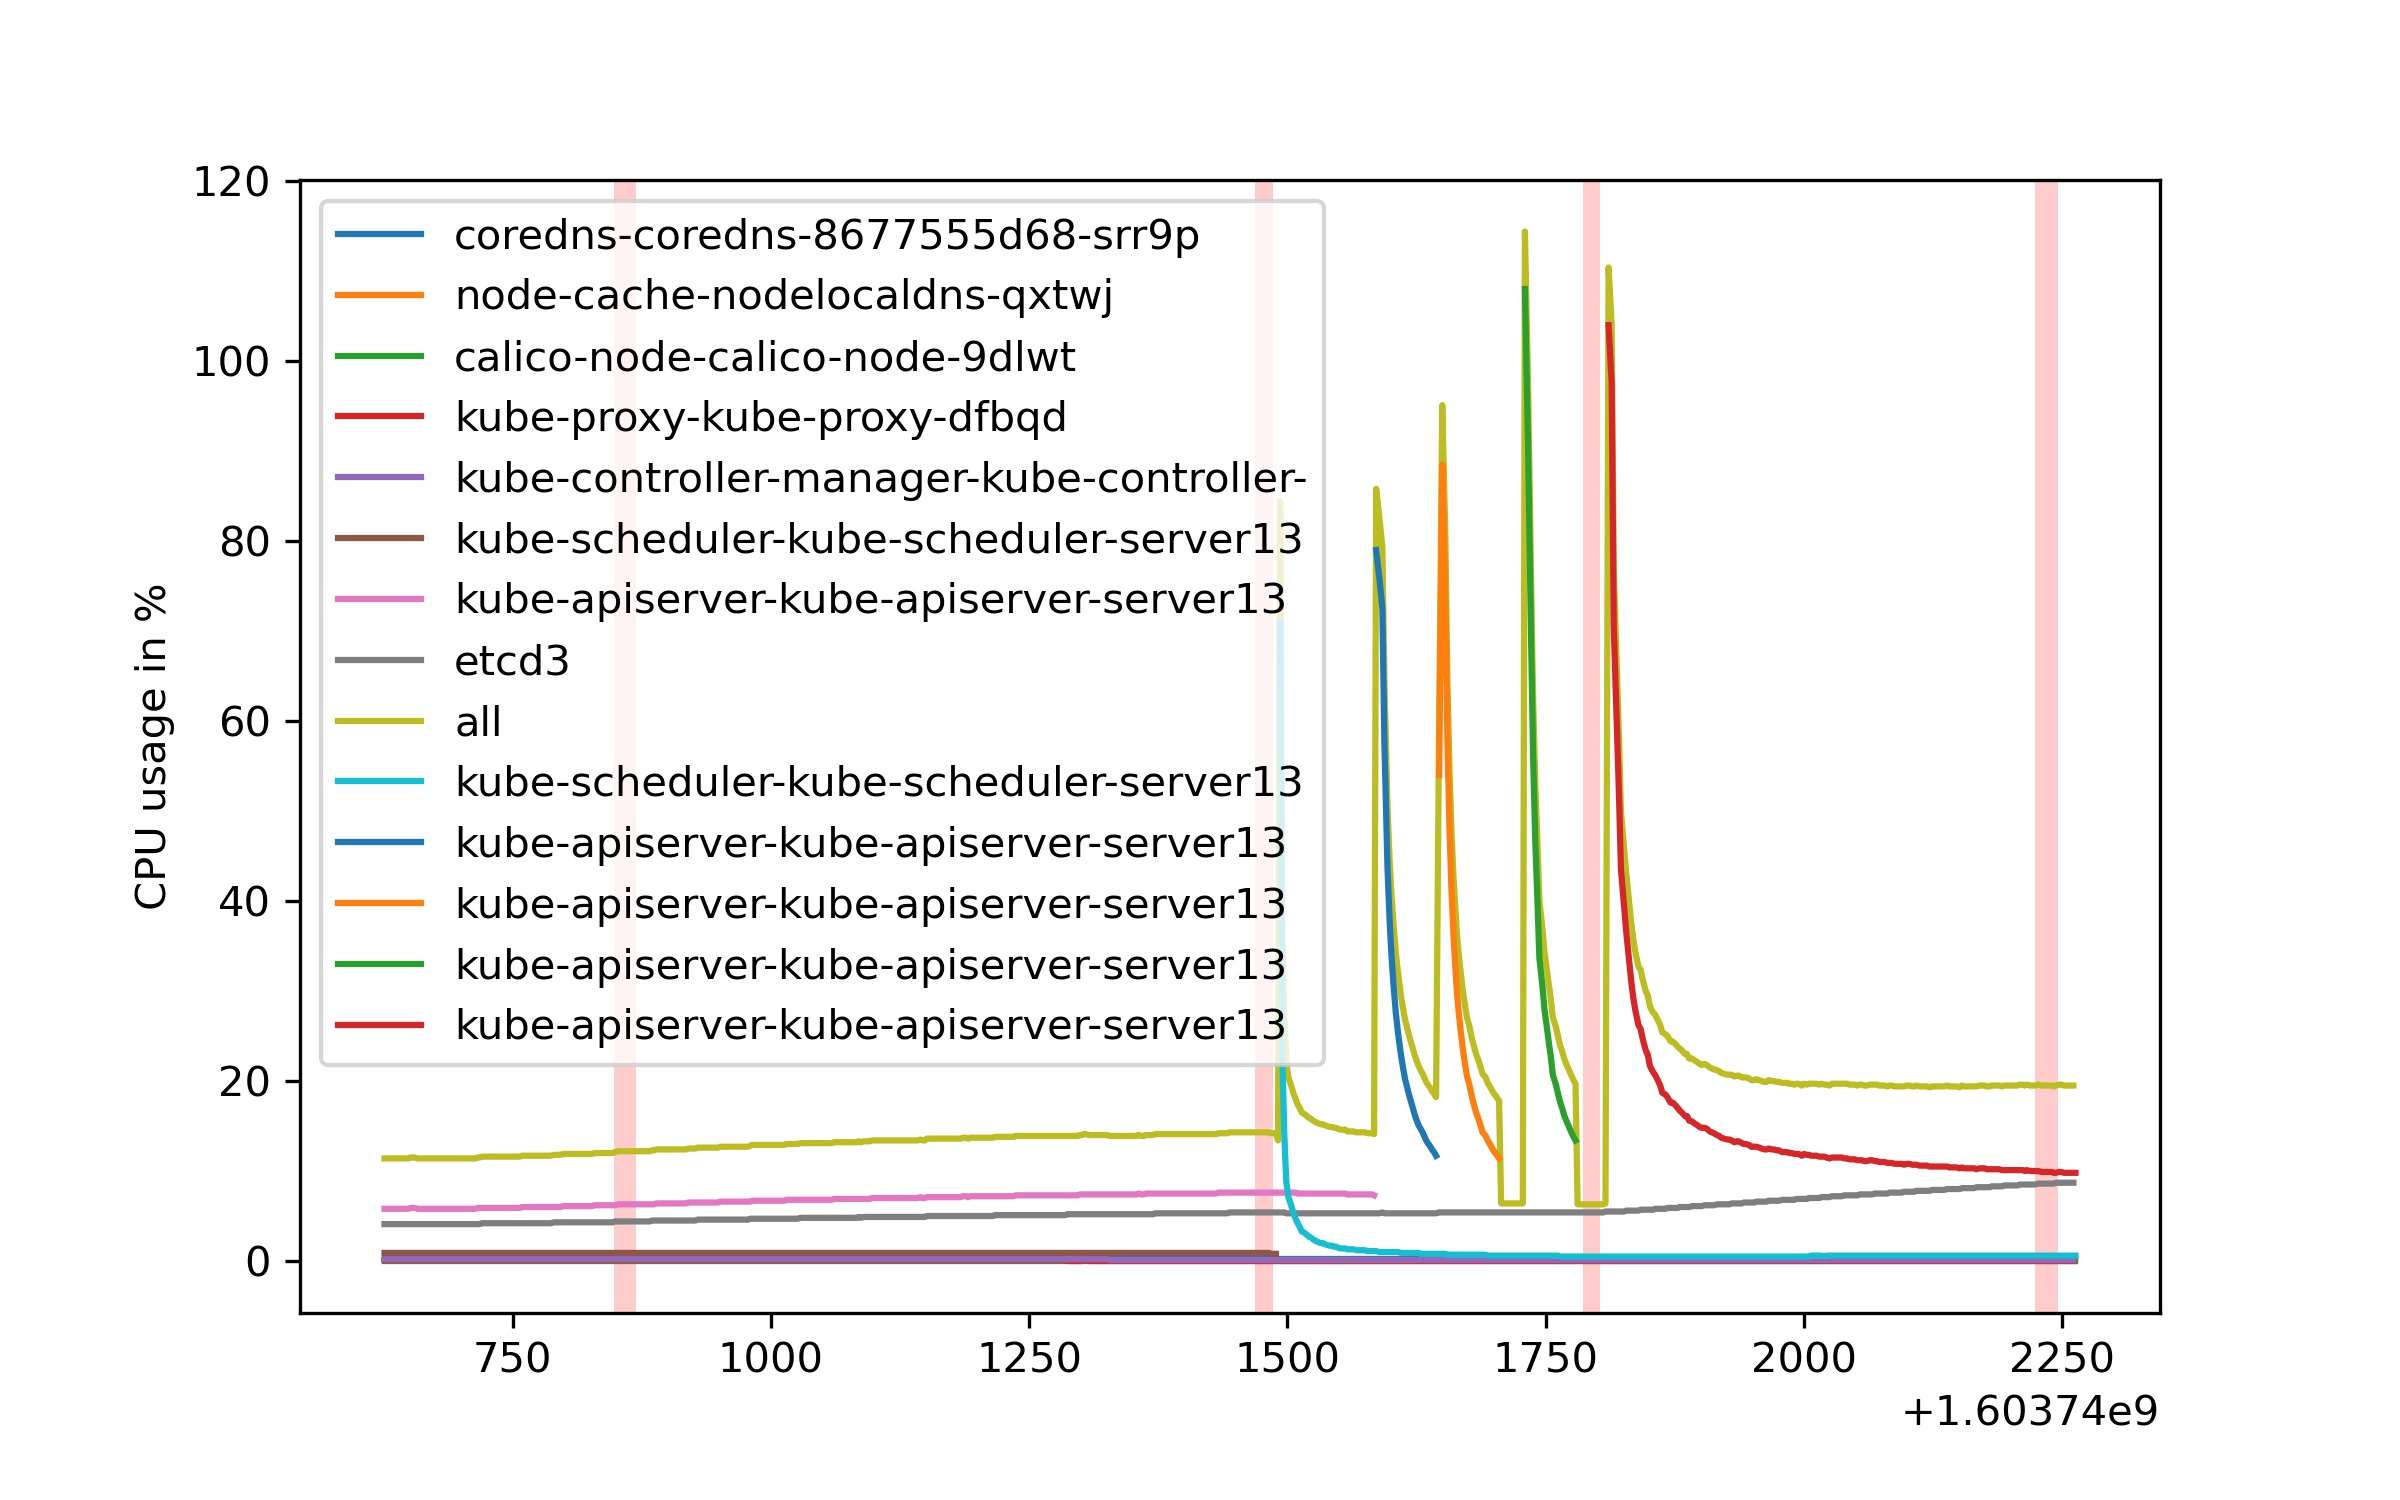 120
100
80
60
40
20
0
CPU usage in %
coredns-coredns-8677555d68-srr9p
node-cache-nodelocaldns-qxtwj
calico-node-calico-node-9dlwt
kube-proxy-kube-proxy-dfbqd
kube-controller-manager-kube-controller-
kube-scheduler-kube-scheduler-server13
kube-apiserver-kube-apiserver-server13
etcd3
all
kube-scheduler-kube-scheduler-server13
kube-apiserver-kube-apiserver-server13
kube-apiserver-kube-apiserver-server13
kube-apiserver-kube-apiserver-server13
kube-apiserver-kube-apiserver-server13
750 1000 1250 1500 1750 2000 2250
+1.60374e9